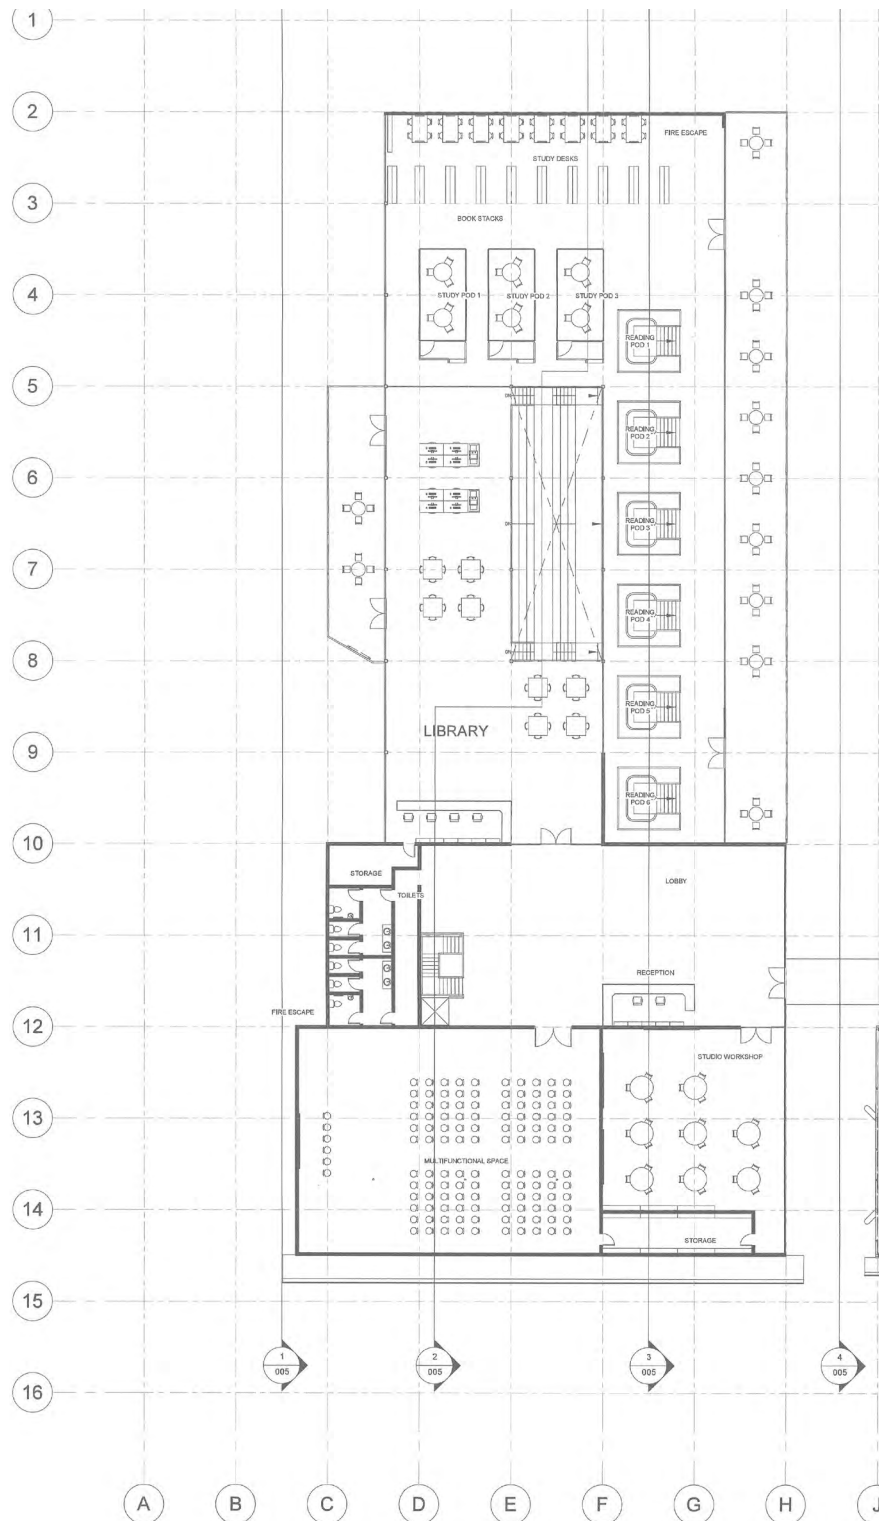 1
2
FIRE ESCAPE
STUDY DESKS
3
BOOK STACKS
4
STUDY POD 1
STUDY POD 2
STUDY POD 3
READING
POD 1
5
DN
READING
POD 2
6
READING
POD 3
DN
7
READING
POD 4
8
DN
READING
POD 5
LIBRARY
9
READING
POD 6
10
STORAGE
LOBBY
TOILETS
11
RECEPTION
FIRE ESCAPE
12
STUDIO WORKSHOP
13
MULTIFUNCTIONAL SPACE
14
STORAGE
15
1
005
2
005
3
005
4
005
16
A
B
C
D
E
F
G
H
J